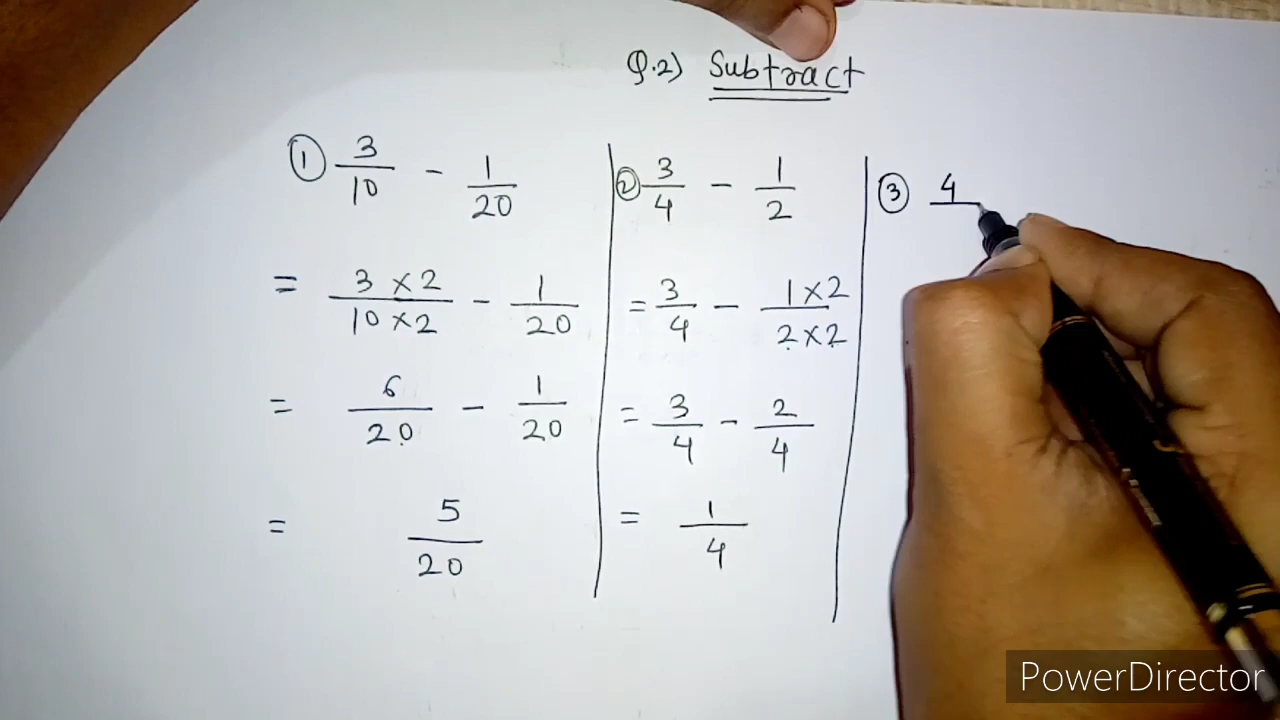 Q.2) Subtract
① 3/10 - 1/20
= 3×2/10×2 - 1/20
= 6/20 - 1/20
= 5/20
② 3/4 - 1/2
= 3/4 - 1×2/2×2
= 3/4 - 2/4
= 1/4
③ 4
PowerDirector